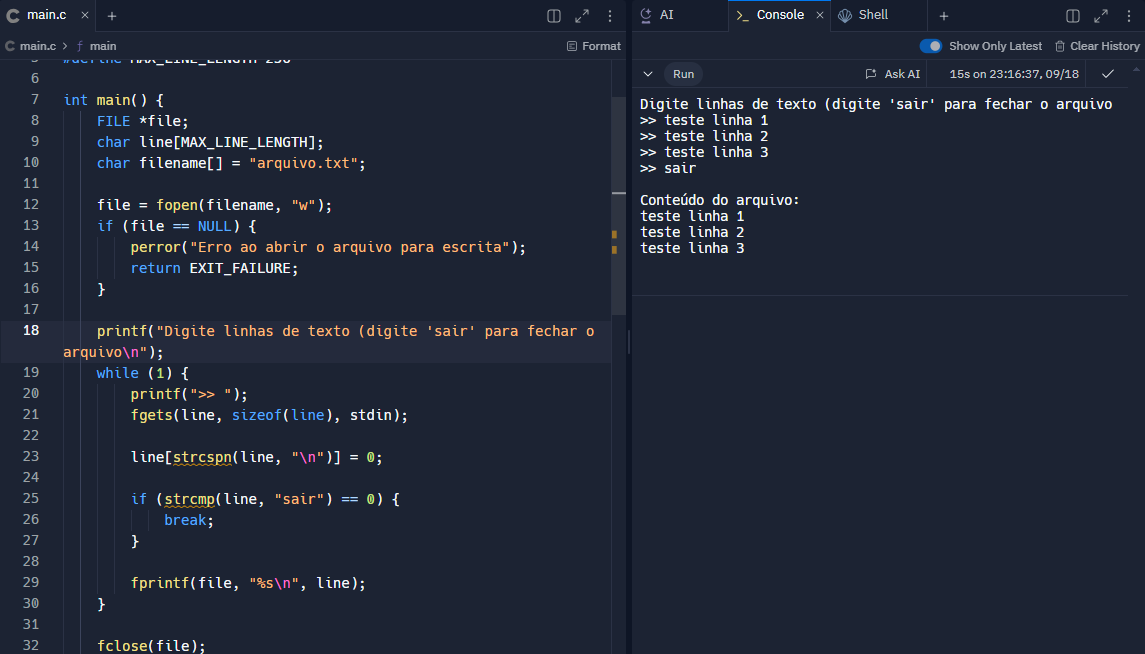 main.c × +
AI
Console ×
Shell
+
main.c > f main
Format
Show Only Latest
Clear History
Run
Ask AI
15s on 23:16:37, 09/18
5 #define MAX_LINE_LENGTH 256
6
7 int main() {
8 FILE *file;
9 char line[MAX_LINE_LENGTH];
10 char filename[] = "arquivo.txt";
11
12 file = fopen(filename, "w");
13 if (file == NULL) {
14 perror("Erro ao abrir o arquivo para escrita");
15 return EXIT_FAILURE;
16 }
17
18 printf("Digite linhas de texto (digite 'sair' para fechar o
arquivo\n");
19 while (1) {
20 printf(">> ");
21 fgets(line, sizeof(line), stdin);
22
23 line[strcspn(line, "\n")] = 0;
24
25 if (strcmp(line, "sair") == 0) {
26 break;
27 }
28
29 fprintf(file, "%s\n", line);
30 }
31
32 fclose(file);
Digite linhas de texto (digite 'sair' para fechar o arquivo
>> teste linha 1
>> teste linha 2
>> teste linha 3
>> sair
Conteúdo do arquivo:
teste linha 1
teste linha 2
teste linha 3